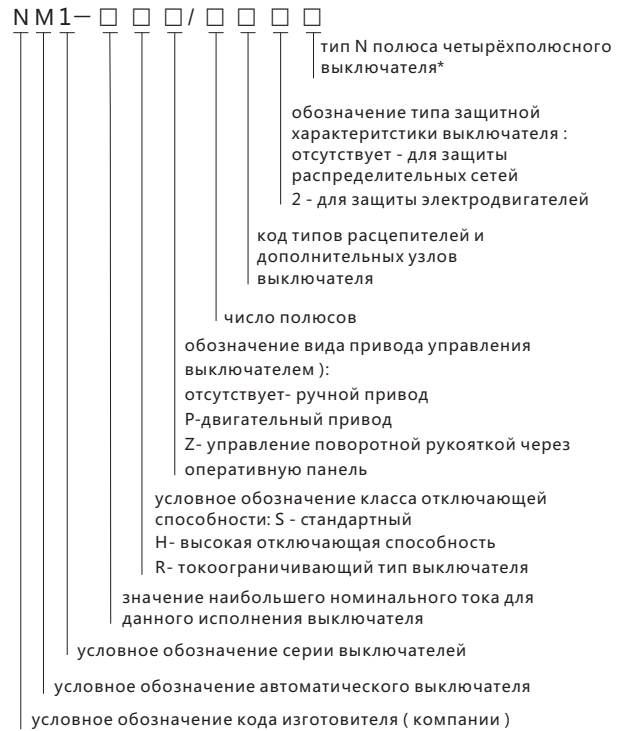 NM1— □ □ □/ □ □ □ □
тип N полюса четырёхполюсного
выключателя*
обозначение типа защитной
характеритстики выключателя :
отсутствует - для защиты
распределительных сетей
2 - для защиты электродвигателей
код типов расцепителей и
дополнительных узлов
выключателя
число полюсов
обозначение вида привода управления
выключателем ):
отсутствует- ручной привод
P-двигательный привод
Z- управление поворотной рукояткой через
оперативную панель
условное обозначение класса отключающей
способности: S - стандартный
H- высокая отключающая способность
R- токоограничивающий тип выключателя
значение наибольшего номинального тока для
данного исполнения выключателя
условное обозначение серии выключателей
условное обозначение автоматического выключателя
условное обозначение кода изготовителя ( компании )